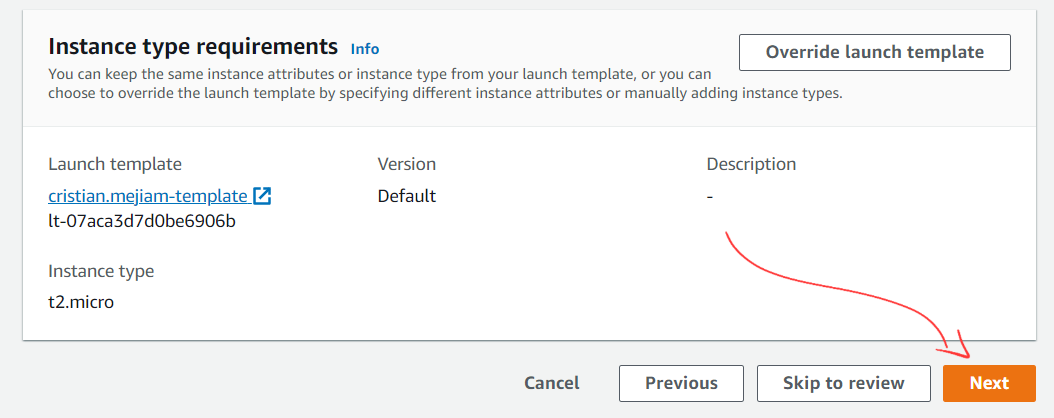 Instance type requirements Info
Override launch template
You can keep the same instance attributes or instance type from your launch template, or you can
choose to override the launch template by specifying different instance attributes or manually adding instance types.
Launch template
cristian.mejiam-template
lt-07aca3d7d0be6906b
Version
Default
Description
-
Instance type
t2.micro
Cancel
Previous
Skip to review
Next